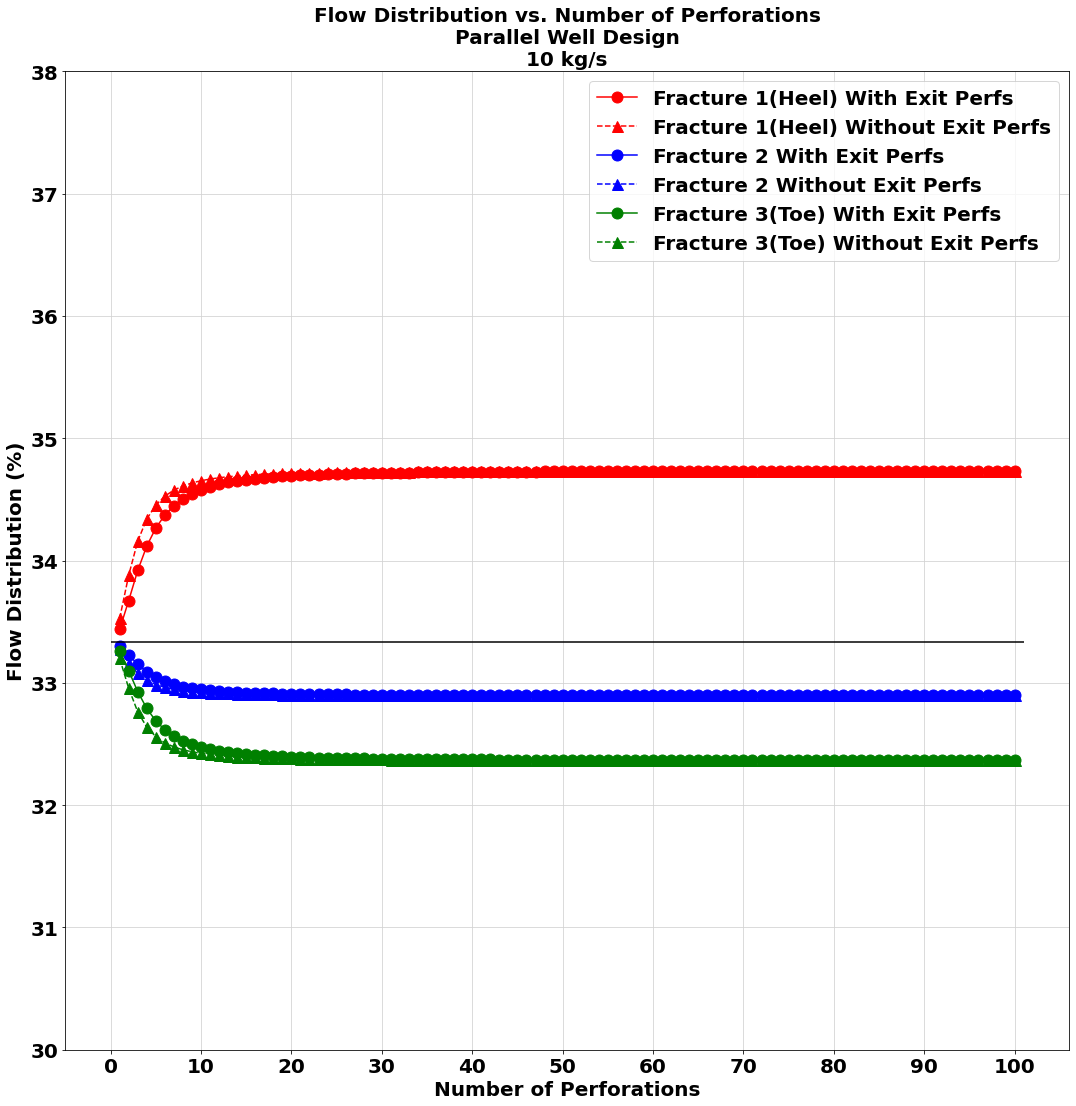 Flow Distribution vs. Number of Perforations
Parallel Well Design
10 kg/s
38
37
36
35
34
33
32
31
30
Flow Distribution (%)
Fracture 1(Heel) With Exit Perfs
Fracture 1(Heel) Without Exit Perfs
Fracture 2 With Exit Perfs
Fracture 2 Without Exit Perfs
Fracture 3(Toe) With Exit Perfs
Fracture 3(Toe) Without Exit Perfs
0 10 20 30 40 50 60 70 80 90 100
Number of Perforations